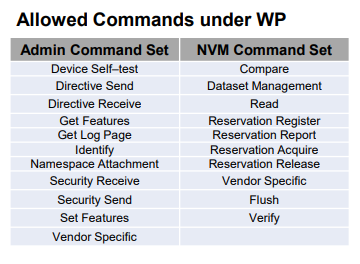 Allowed Commands under WP
Admin Command Set NVM Command Set
Device Self–test Compare
Directive Send Dataset Management
Directive Receive Read
Get Features Reservation Register
Get Log Page Reservation Report
Identify Reservation Acquire
Namespace Attachment Reservation Release
Security Receive Vendor Specific
Security Send Flush
Set Features Verify
Vendor Specific